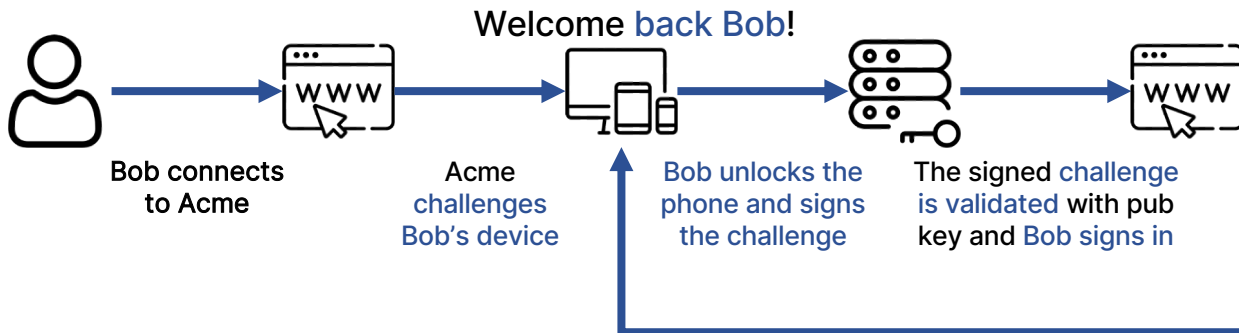 Welcome back Bob!
WWW
WWW
Bob connects
to Acme
Acme
challenges
Bob's device
Bob unlocks the
phone and signs
the challenge
The signed challenge
is validated with pub
key and Bob signs in